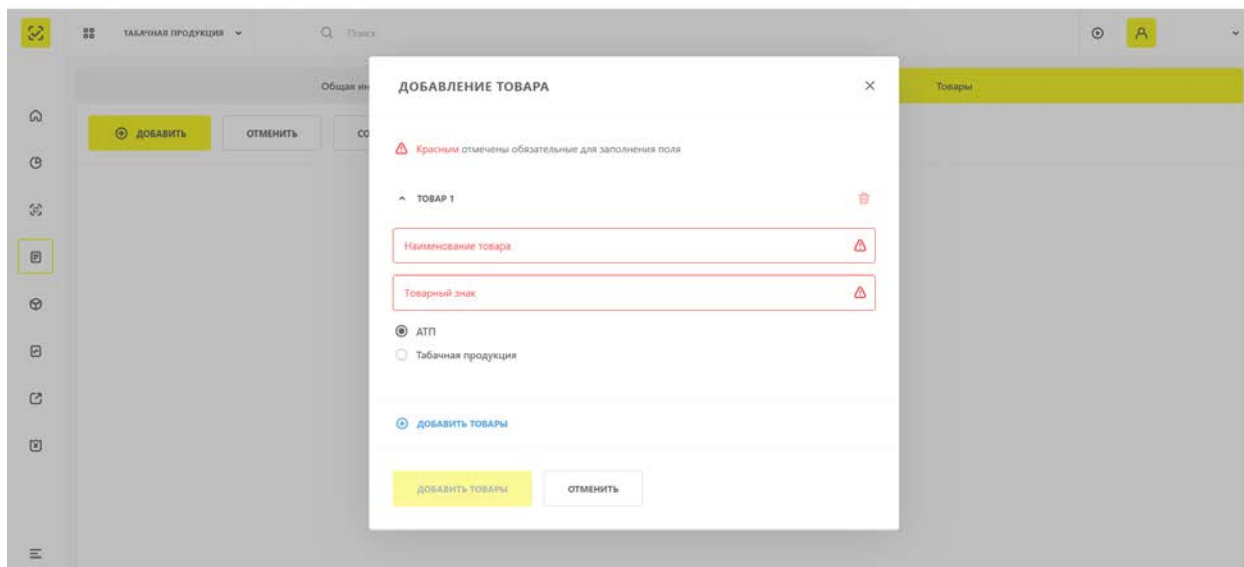 ТАБАЧНАЯ ПРОДУКЦИЯ
Поиск
Общая ин
Товары
ДОБАВИТЬ
ОТМЕНИТЬ
СО
ДОБАВЛЕНИЕ ТОВАРА
Красным отмечены обязательные для заполнения поля
ТОВАР 1
Наименование товара
Товарный знак
АТП
Табачная продукция
ДОБАВИТЬ ТОВАРЫ
ДОБАВИТЬ ТОВАРЫ
ОТМЕНИТЬ